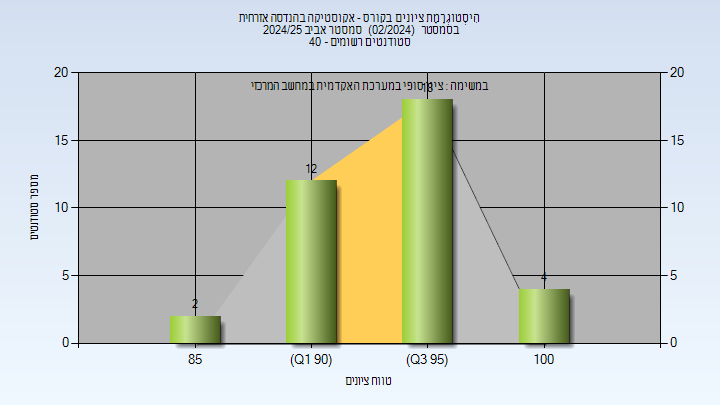 היסטוגרמת ציונים בקורס - אקוסטיקה בהנדסה אזרחית
בסמסטר (02/2024) סמסטר אביב 2024/25
סטודנטים רשומים - 40
במשימה : ציון סופי במערכת האקדמית במחשב המרכזי
20
15
10
5
0
20
15
10
5
0
מספר סטודנטים
2
12
18
4
85
(Q1 90)
(Q3 95)
100
טווח ציונים